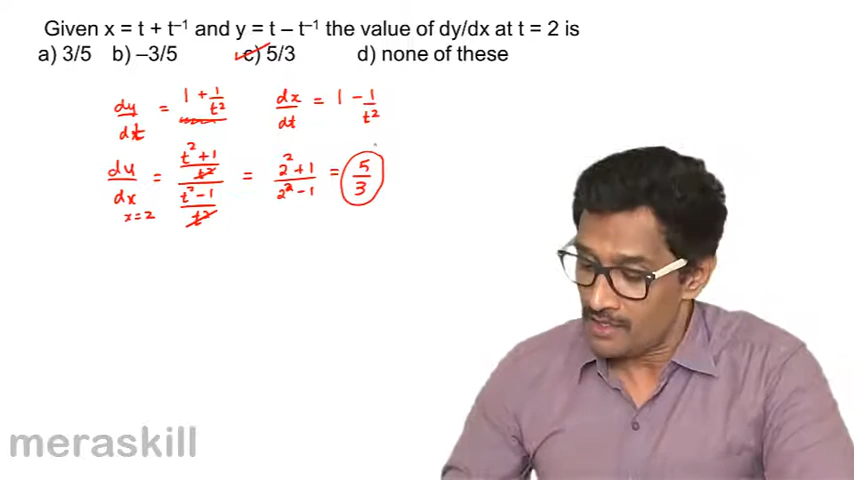 Given x = t + t⁻¹ and y = t – t⁻¹ the value of dy/dx at t = 2 is
a) 3/5 b) –3/5 c) 5/3 d) none of these
dy/dt = 1 + 1/t² dx/dt = 1 - 1/t²
dy/dx x=2 = (t²+1/t²)/(t²-1/t²) = (2²+1)/(2²-1) = 5/3
meraskill